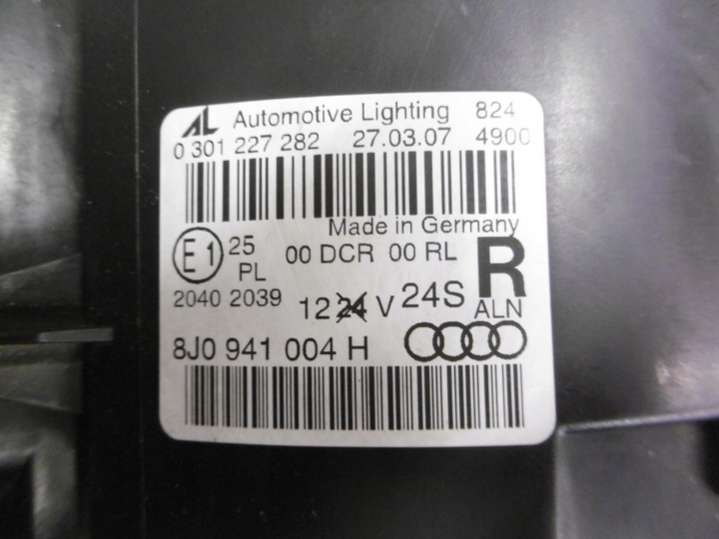 AL Automotive Lighting 824
0 301 227 282 27.03.07 4900
Made in Germany
E1 25 00 DCR 00 RL R
PL
2040 2039 12 24 V 24S ALN
8J0 941 004 H